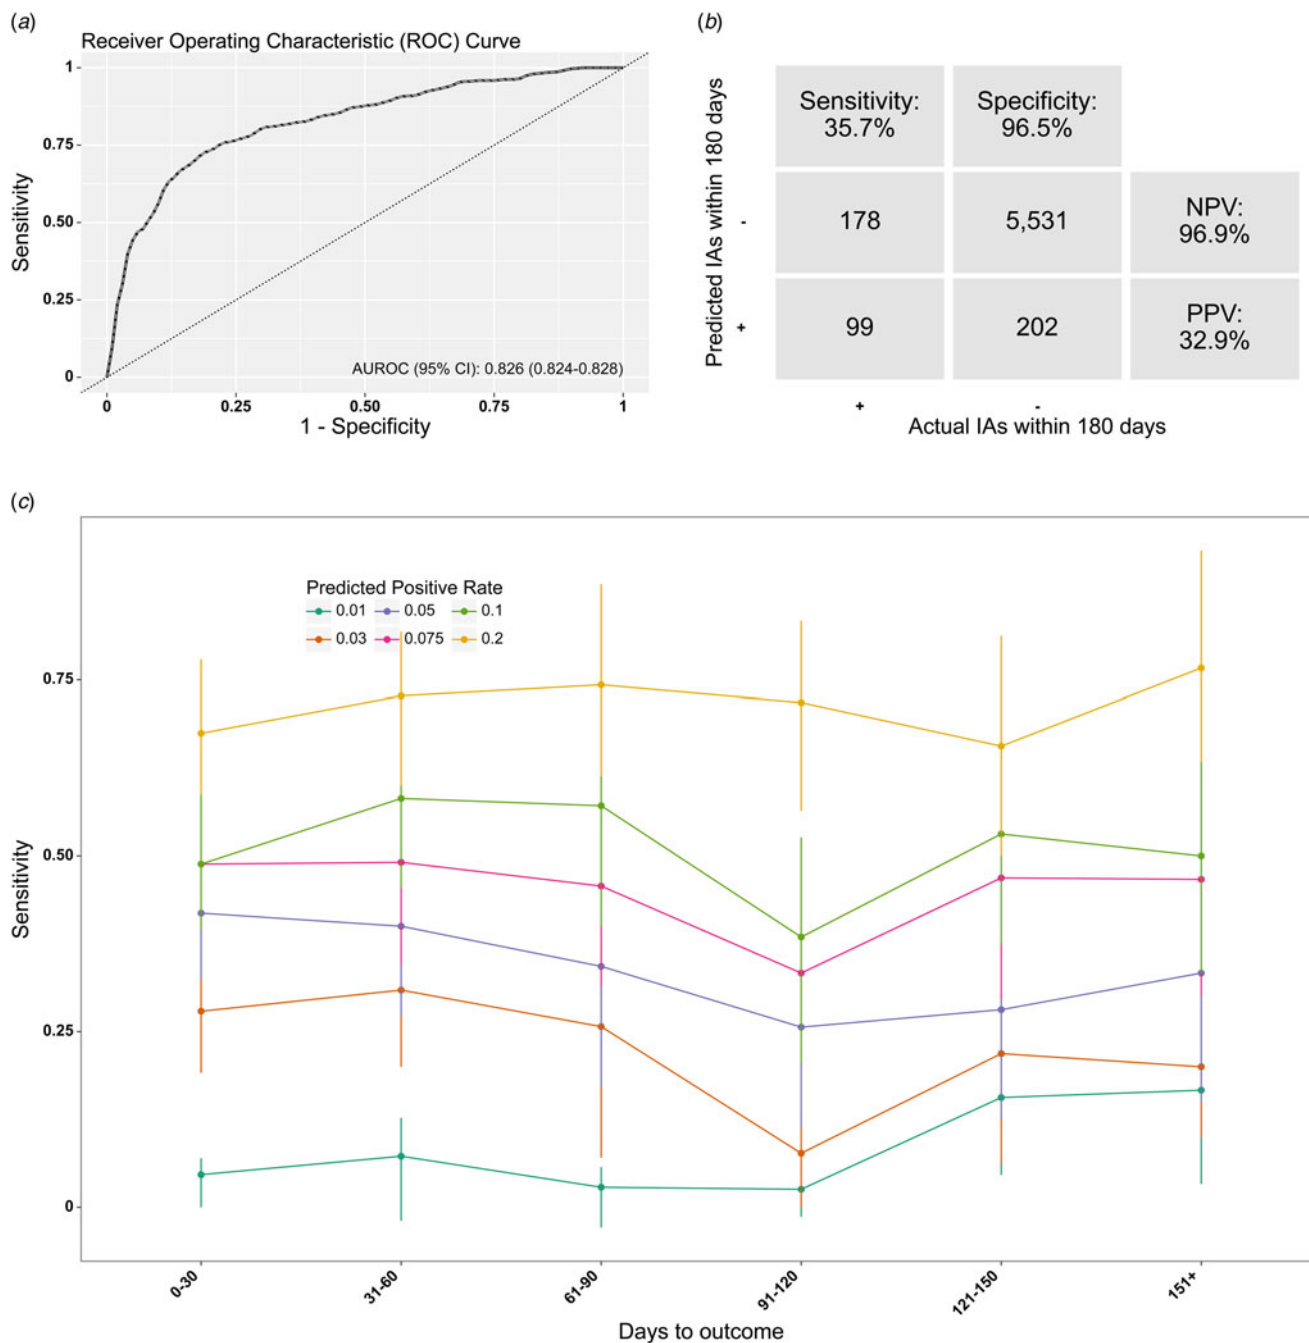 (a)
Receiver Operating Characteristic (ROC) Curve
1
0.75
0.50
0.25
0
Sensitivity
AUROC (95% CI): 0.826 (0.824-0.828)
0 0.25 0.50 0.75 1
1 - Specificity
(b)
Predicted IAs within 180 days
Sensitivity: 35.7%
Specificity: 96.5%
- 178 5,531 NPV: 96.9%
+ 99 202 PPV: 32.9%
+ -
Actual IAs within 180 days
(c)
Predicted Positive Rate
0.01 0.05 0.1
0.03 0.075 0.2
0.75
0.50
0.25
0
Sensitivity
0-30 31-60 61-90 91-120 121-150 151+
Days to outcome